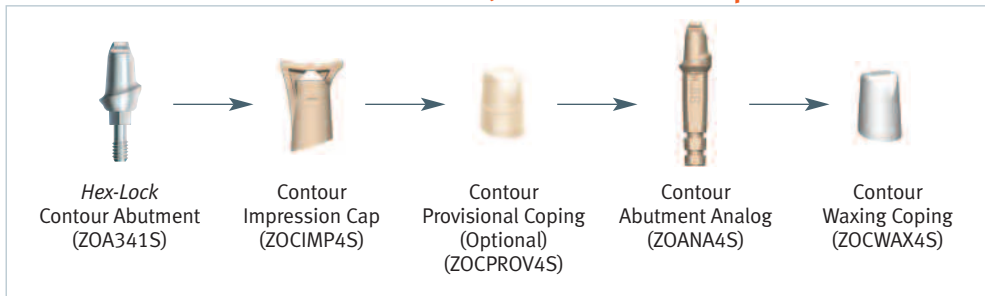 Hex-Lock
Contour Abutment
(ZOA341S)
Contour
Impression Cap
(ZOCIMP4S)
Contour
Provisional Coping
(Optional)
(ZOCPROV4S)
Contour
Abutment Analog
(ZOANA4S)
Contour
Waxing Coping
(ZOCWAX4S)